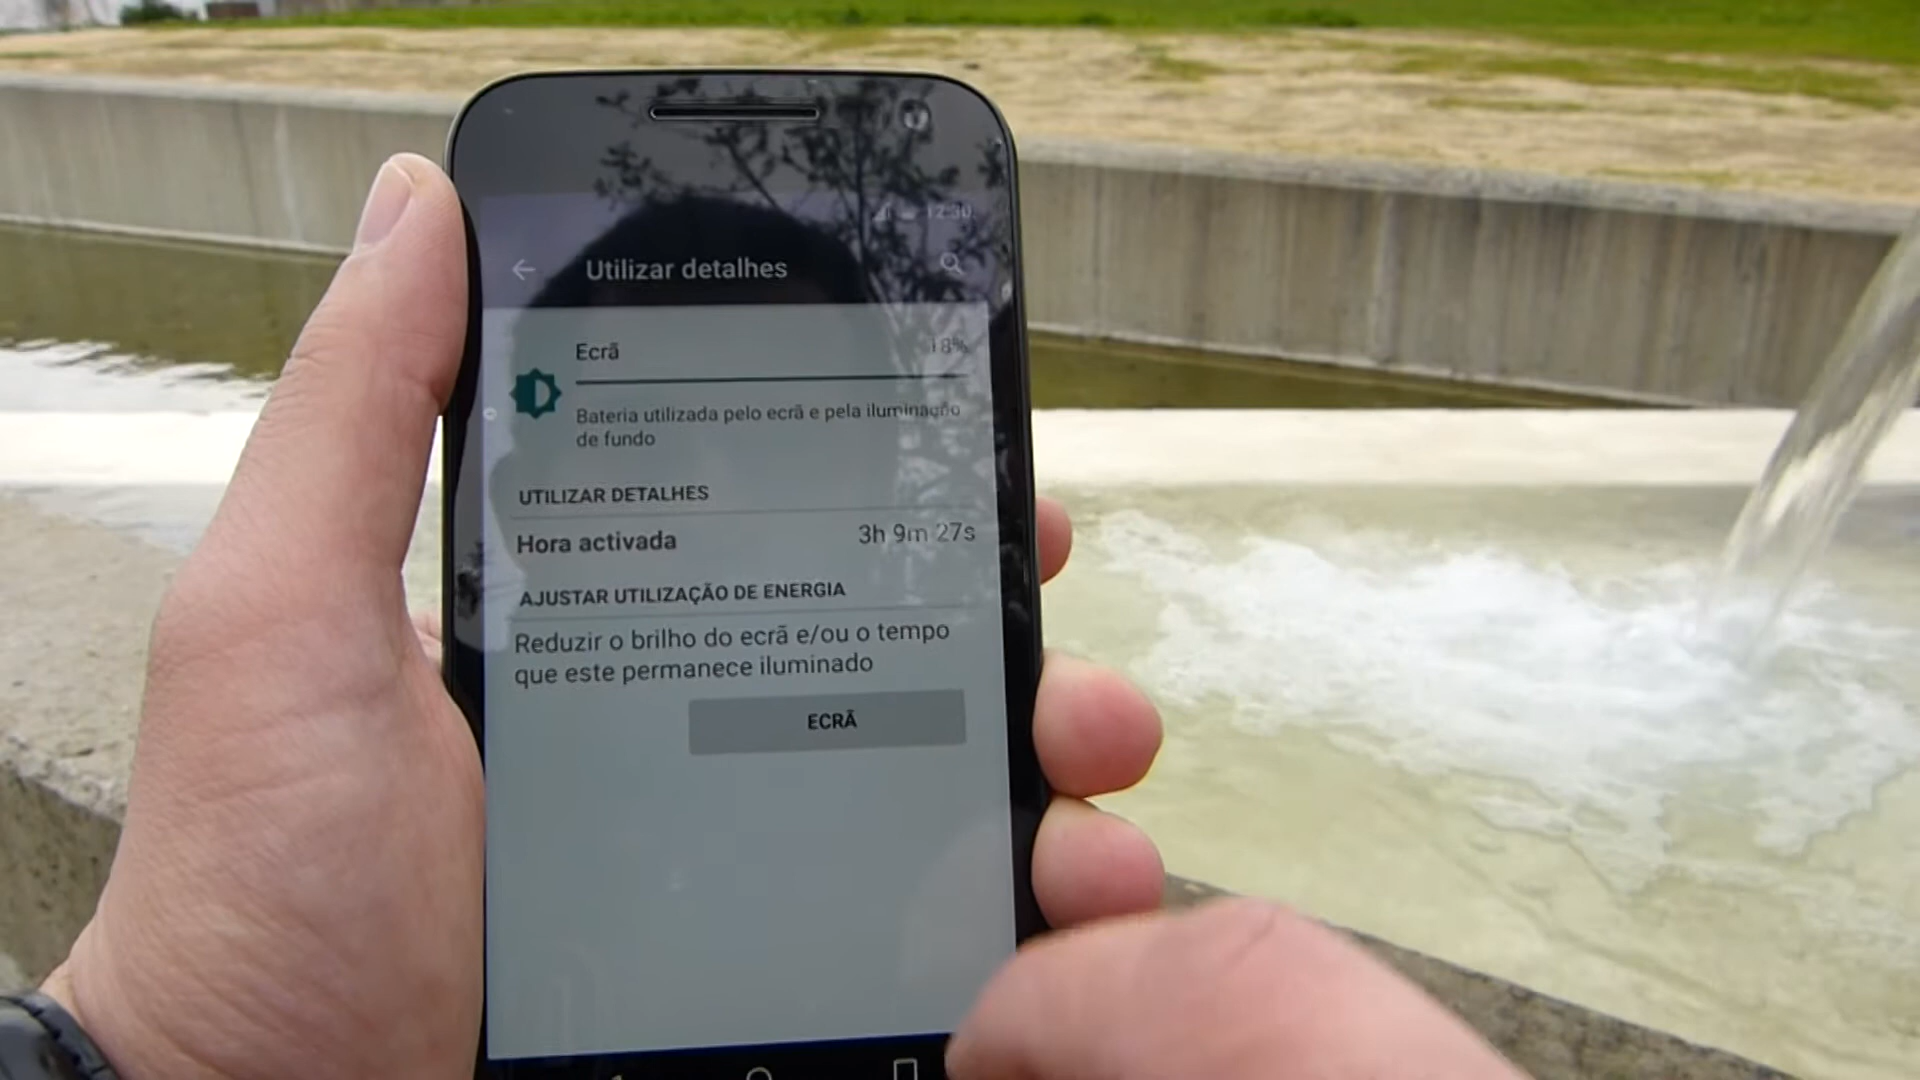 12:30
Utilizar detalhes
Ecrã 18%
Bateria utilizada pelo ecrã e pela iluminação
de fundo
UTILIZAR DETALHES
Hora activada 3h 9m 27s
AJUSTAR UTILIZAÇÃO DE ENERGIA
Reduzir o brilho do ecrã e/ou o tempo
que este permanece iluminado
ECRÃ